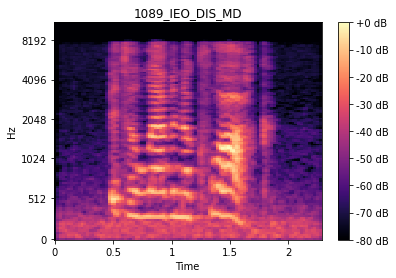 1089_IEO_DIS_MD
+0 dB
8192
-10 dB
4096
-20 dB
-30 dB
2048
Hz
-40 dB
1024
-50 dB
512
-60 dB
-70 dB
0
-80 dB
0 0.5 1 1.5 2
Time